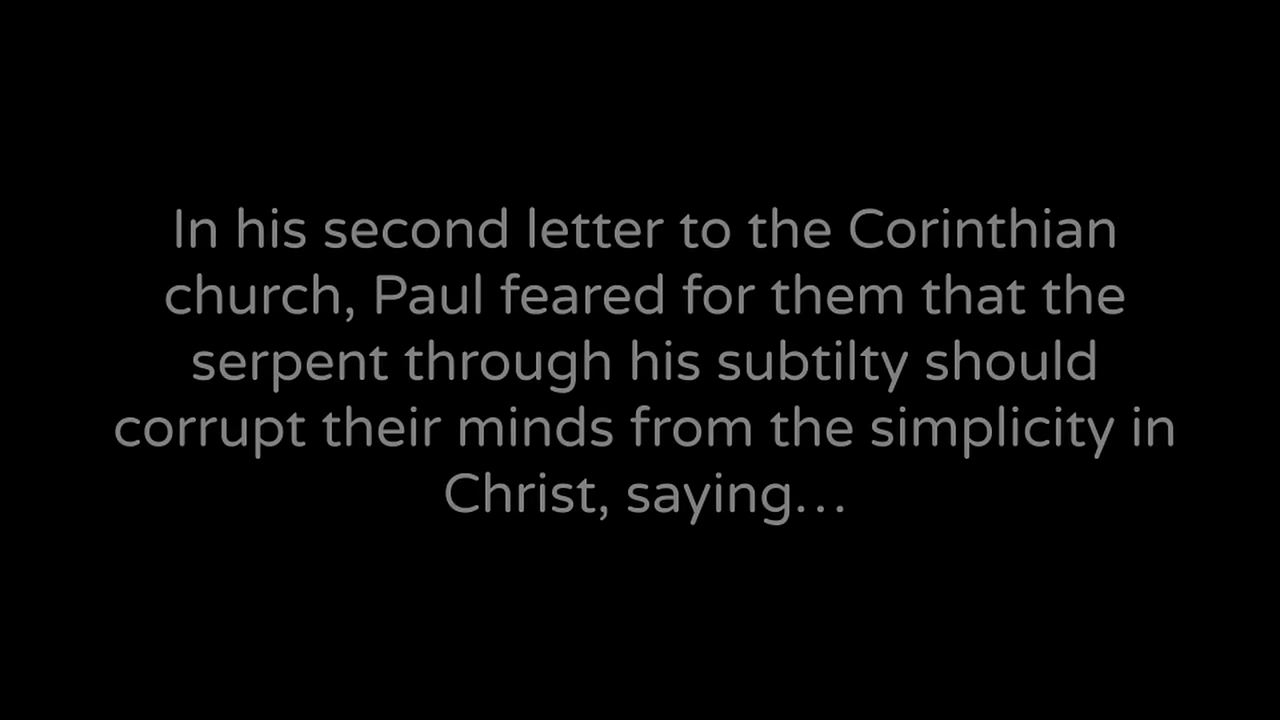 In his second letter to the Corinthian
church, Paul feared for them that the
serpent through his subtilty should
corrupt their minds from the simplicity in
Christ, saying…